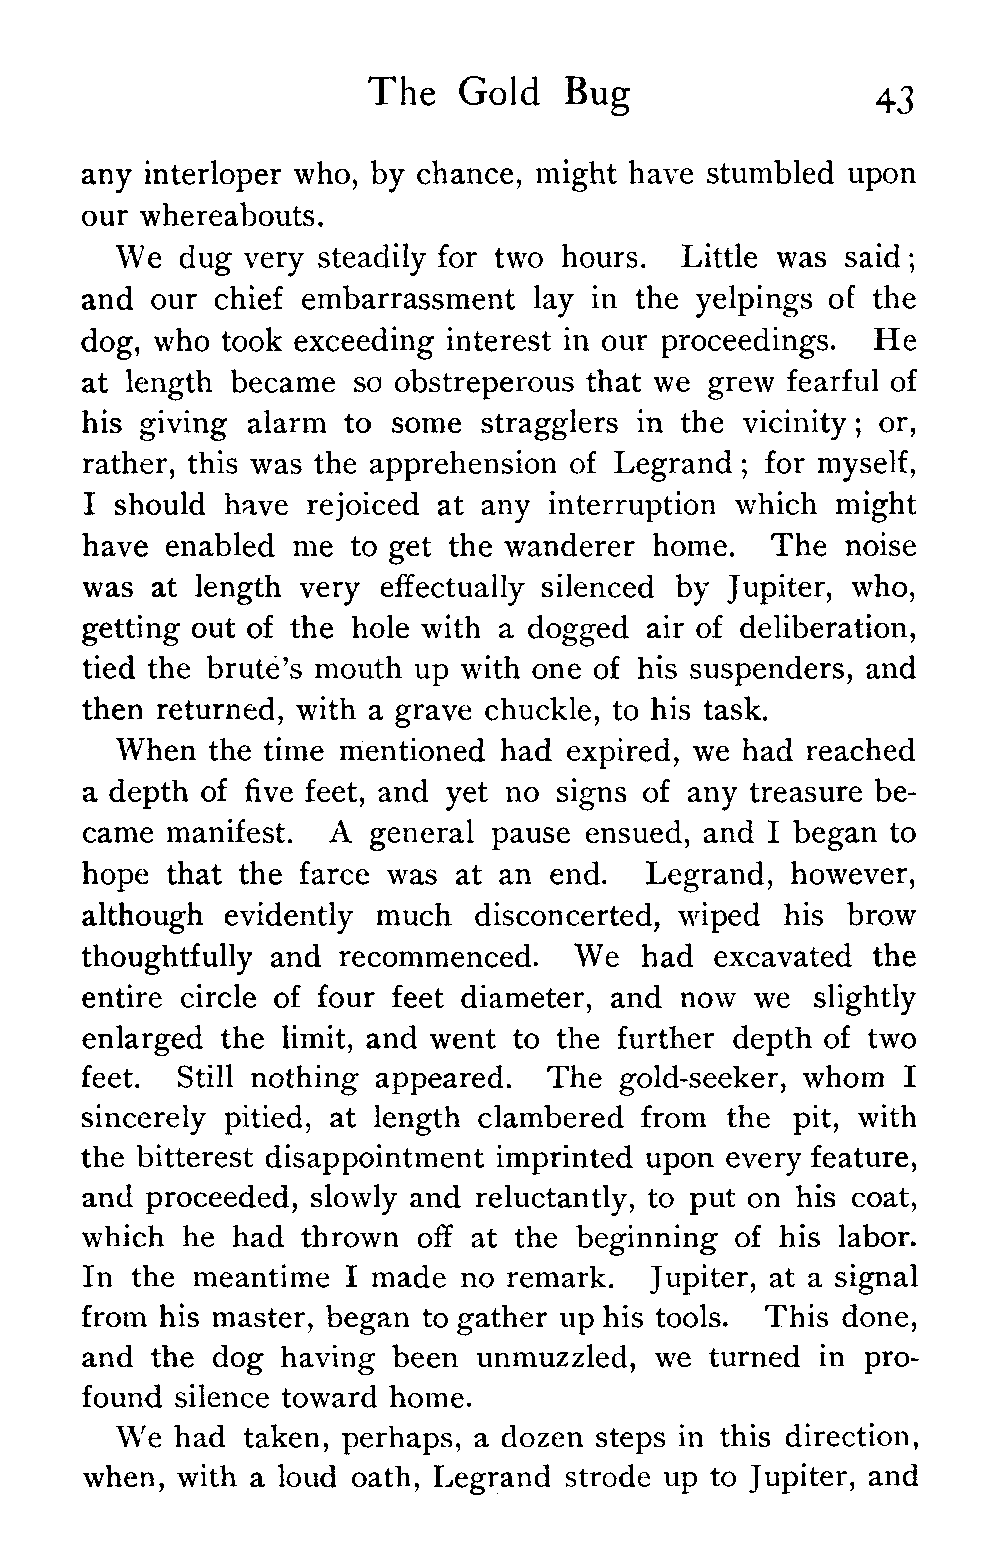 The Gold Bug 43
any interloper who, by chance, might have stumbled upon
our whereabouts.
We dug very steadily for two hours. Little was said;
and our chief embarrassment lay in the yelpings of the
dog, who took exceeding interest in our proceedings. He
at length became so obstreperous that we grew fearful of
his giving alarm to some stragglers in the vicinity; or,
rather, this was the apprehension of Legrand; for myself,
I should have rejoiced at any interruption which might
have enabled me to get the wanderer home. The noise
was at length very effectually silenced by Jupiter, who,
getting out of the hole with a dogged air of deliberation,
tied the brute's mouth up with one of his suspenders, and
then returned, with a grave chuckle, to his task.
When the time mentioned had expired, we had reached
a depth of five feet, and yet no signs of any treasure be-
came manifest. A general pause ensued, and I began to
hope that the farce was at an end. Legrand, however,
although evidently much disconcerted, wiped his brow
thoughtfully and recommenced. We had excavated the
entire circle of four feet diameter, and now we slightly
enlarged the limit, and went to the further depth of two
feet. Still nothing appeared. The gold-seeker, whom I
sincerely pitied, at length clambered from the pit, with
the bitterest disappointment imprinted upon every feature,
and proceeded, slowly and reluctantly, to put on his coat,
which he had thrown off at the beginning of his labor.
In the meantime I made no remark. Jupiter, at a signal
from his master, began to gather up his tools. This done,
and the dog having been unmuzzled, we turned in pro-
found silence toward home.
We had taken, perhaps, a dozen steps in this direction,
when, with a loud oath, Legrand strode up to Jupiter, and